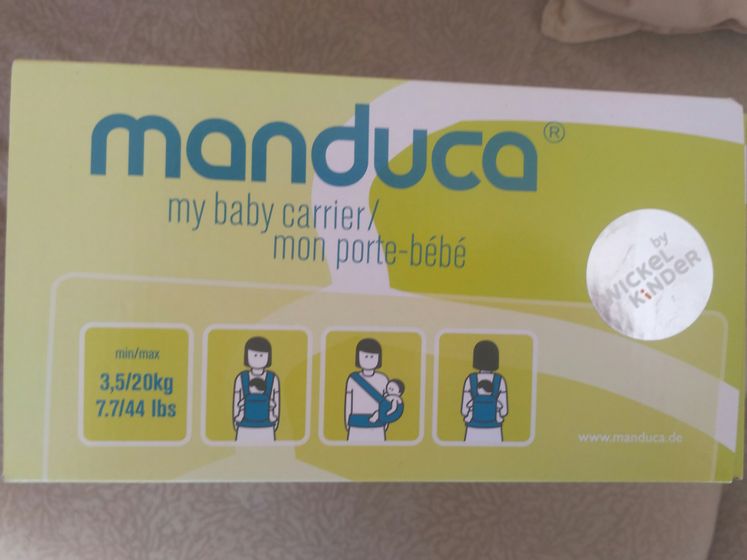 manduca®
my baby carrier/
mon porte-bébé
by
WiCKEL
KiNDER
min/max
3,5/20kg
7.7/44 lbs
www.manduca.de